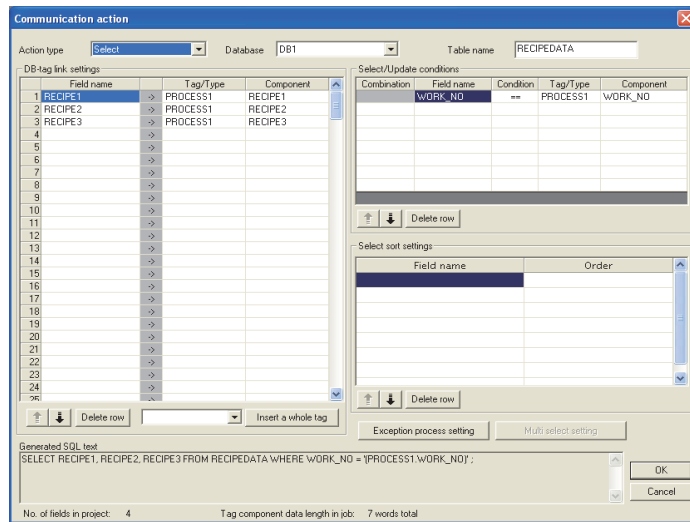 Communication action
Action type Select Database DB1 Table name RECIPEDATA
DB-tag link settings
Field name Tag/Type Component
1 RECIPE1 -> PROCESS1 RECIPE1
2 RECIPE2 -> PROCESS1 RECIPE2
3 RECIPE3 -> PROCESS1 RECIPE3
4 ->
5 ->
6 ->
7 ->
8 ->
9 ->
10 ->
11 ->
12 ->
13 ->
14 ->
15 ->
16 ->
17 ->
18 ->
19 ->
20 ->
21 ->
22 ->
23 ->
24 ->
25 ->
Delete row Insert a whole tag
Select/Update conditions
Combination Field name Condition Tag/Type Component
WORK_NO == PROCESS1 WORK_NO
Delete row
Select sort settings
Field name Order
Delete row
Exception process setting Multi select setting
Generated SQL text
SELECT RECIPE1, RECIPE2, RECIPE3 FROM RECIPEDATA WHERE WORK_NO = '[PROCESS1.WORK_NO]' ;
OK
Cancel
No. of fields in project: 4 Tag component data length in job: 7 words total